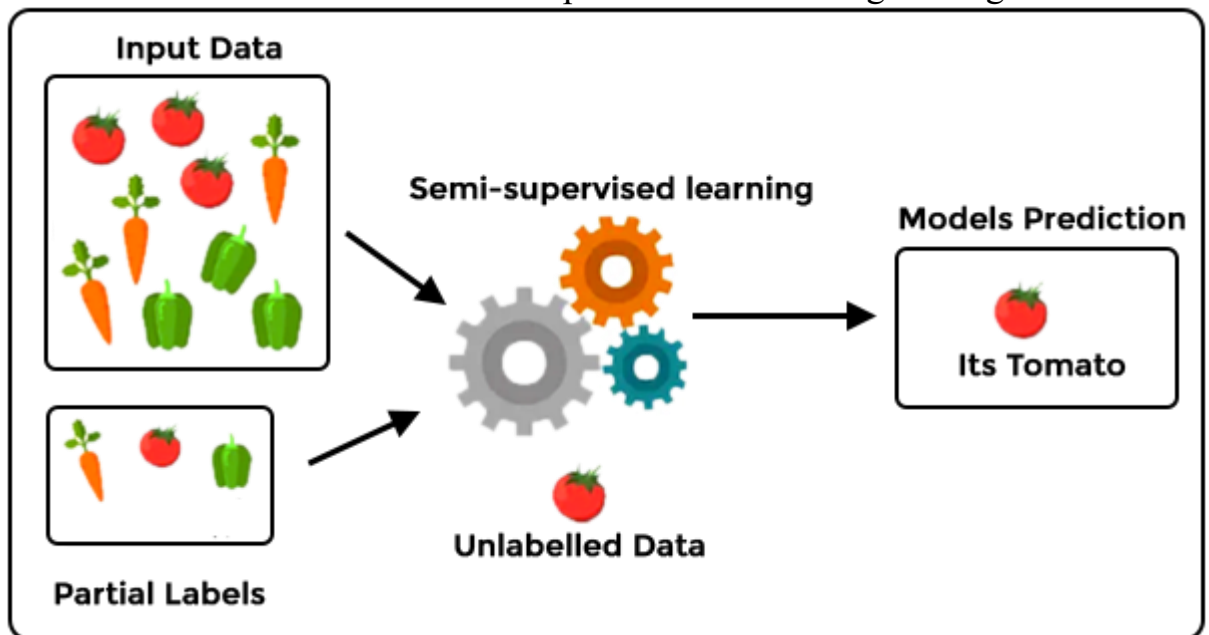 Input Data
Semi-supervised learning
Models Prediction
Its Tomato
Unlabelled Data
Partial Labels